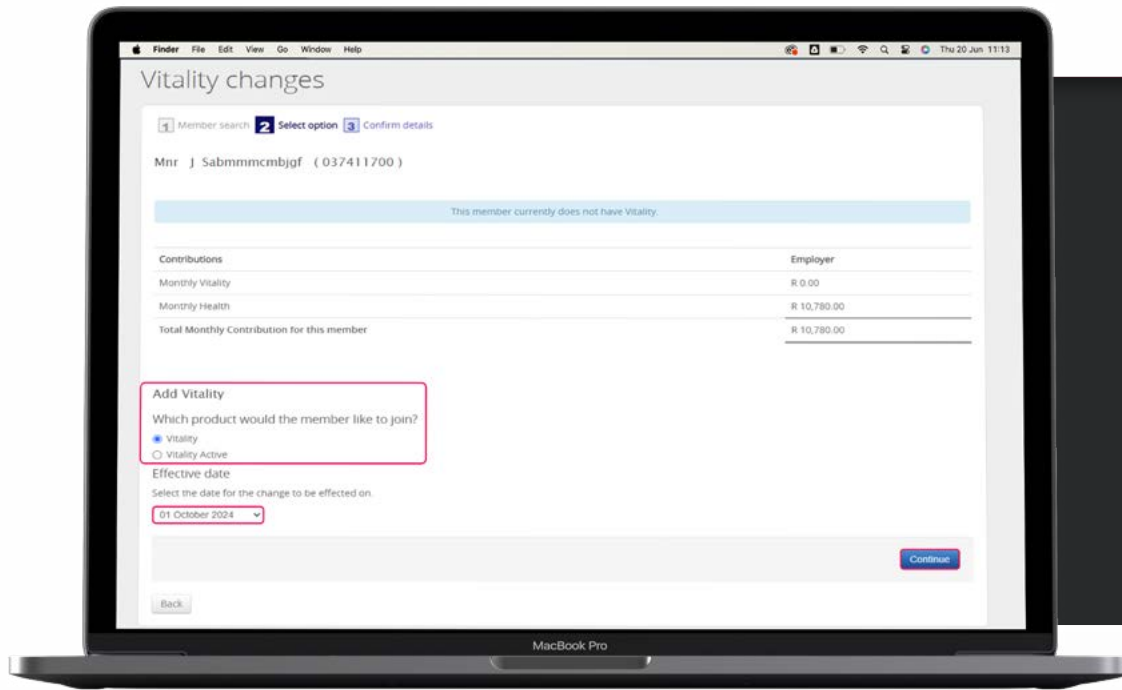 Finder File Edit View Go Window Help Thu 20 Jun 11:13
Vitality changes
1 Member search 2 Select option 3 Confirm details
Mnr J Sabmmmcmbjgf (037411700)
This member currently does not have Vitality.
Contributions Employer
Monthly Vitality R 0.00
Monthly Health R 10,780.00
Total Monthly Contribution for this member R 10,780.00
Add Vitality
Which product would the member like to join?
Vitality
Vitality Active
Effective date
Select the date for the change to be effected on.
01 October 2024
Continue
Back
MacBook Pro